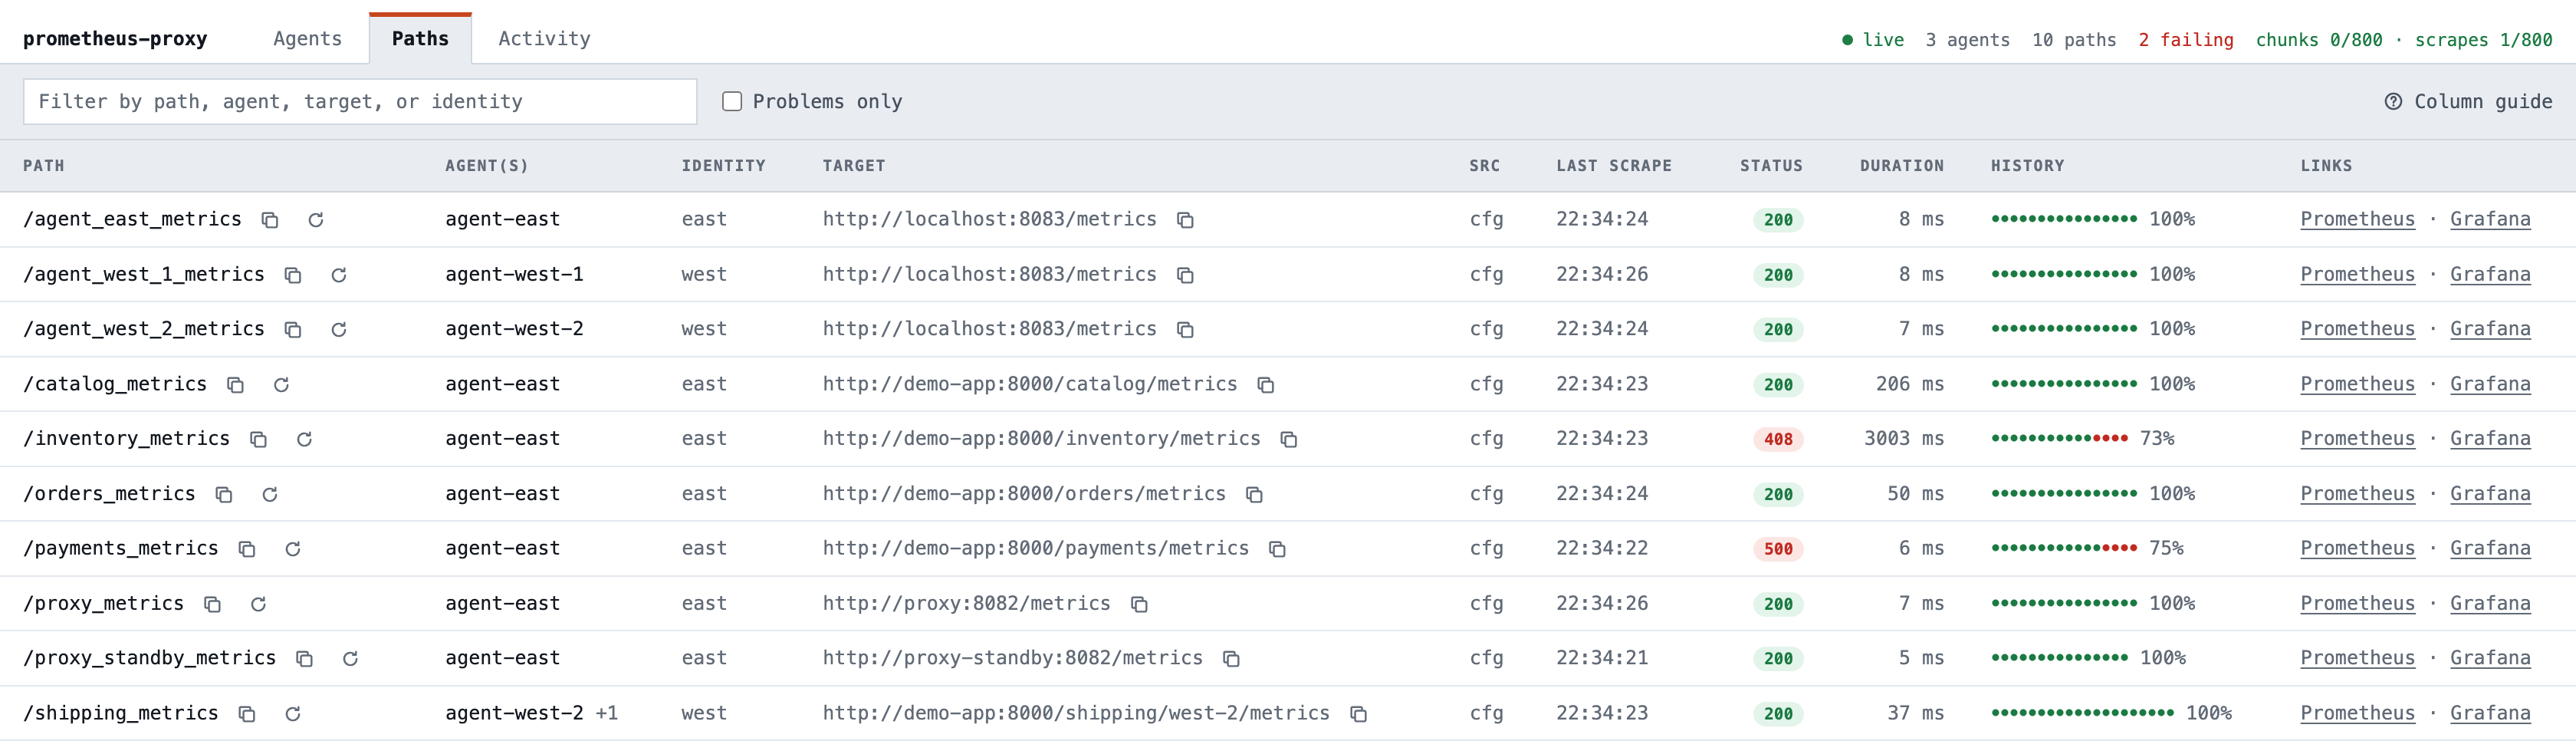 prometheus-proxy Agents Paths Activity live 3 agents 10 paths 2 failing chunks 0/800 · scrapes 1/800
Filter by path, agent, target, or identity Problems only Column guide
PATH AGENT(S) IDENTITY TARGET SRC LAST SCRAPE STATUS DURATION HISTORY LINKS
/agent_east_metrics agent-east east http://localhost:8083/metrics cfg 22:34:24 200 8 ms 100% Prometheus · Grafana
/agent_west_1_metrics agent-west-1 west http://localhost:8083/metrics cfg 22:34:26 200 8 ms 100% Prometheus · Grafana
/agent_west_2_metrics agent-west-2 west http://localhost:8083/metrics cfg 22:34:24 200 7 ms 100% Prometheus · Grafana
/catalog_metrics agent-east east http://demo-app:8000/catalog/metrics cfg 22:34:23 200 206 ms 100% Prometheus · Grafana
/inventory_metrics agent-east east http://demo-app:8000/inventory/metrics cfg 22:34:23 408 3003 ms 73% Prometheus · Grafana
/orders_metrics agent-east east http://demo-app:8000/orders/metrics cfg 22:34:24 200 50 ms 100% Prometheus · Grafana
/payments_metrics agent-east east http://demo-app:8000/payments/metrics cfg 22:34:22 500 6 ms 75% Prometheus · Grafana
/proxy_metrics agent-east east http://proxy:8082/metrics cfg 22:34:26 200 7 ms 100% Prometheus · Grafana
/proxy_standby_metrics agent-east east http://proxy-standby:8082/metrics cfg 22:34:21 200 5 ms 100% Prometheus · Grafana
/shipping_metrics agent-west-2 +1 west http://demo-app:8000/shipping/west-2/metrics cfg 22:34:23 200 37 ms 100% Prometheus · Grafana